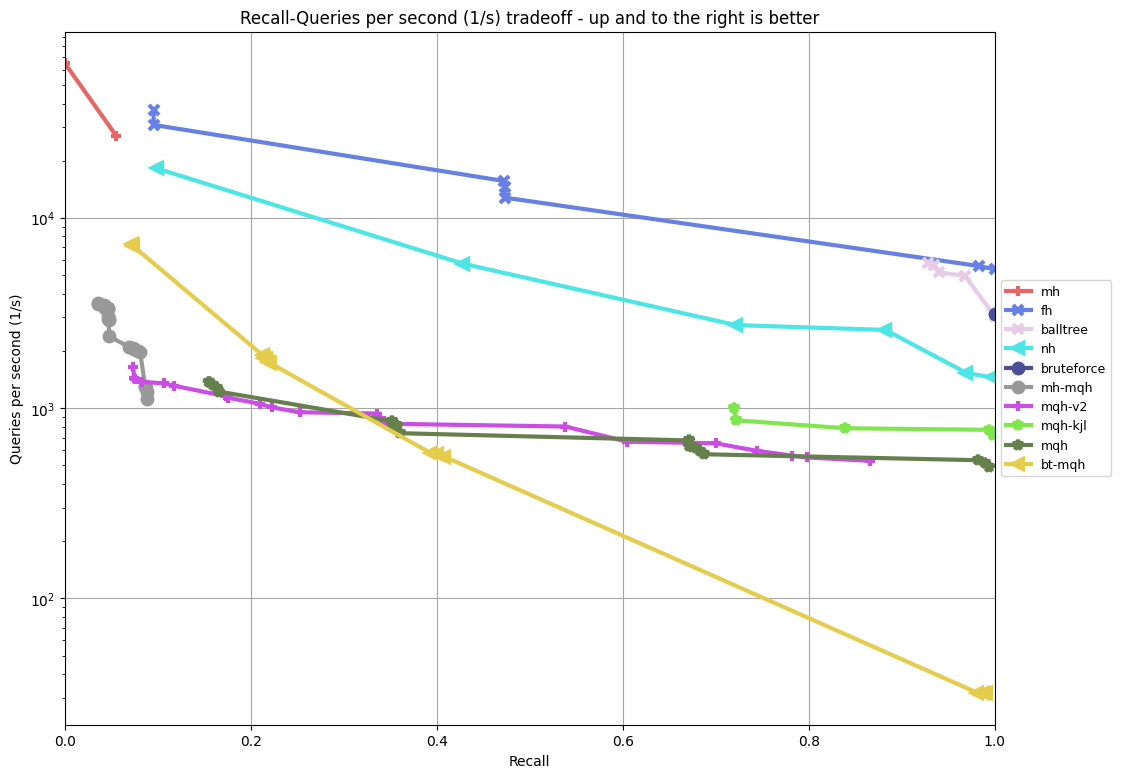 Recall-Queries per second (1/s) tradeoff - up and to the right is better
Queries per second (1/s)
10^4
10^3
10^2
0.0 0.2 0.4 0.6 0.8 1.0
Recall
mh
fh
balltree
nh
bruteforce
mh-mqh
mqh-v2
mqh-kjl
mqh
bt-mqh